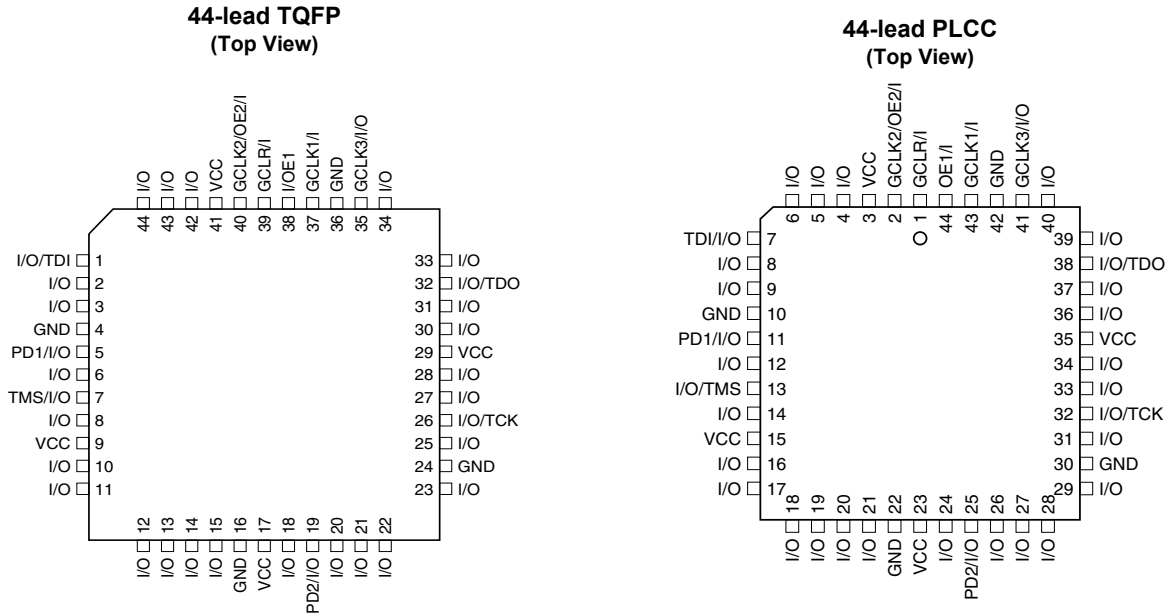 44-lead TQFP
(Top View)
I/O
I/O
I/O
VCC
GCLK2/OE2/I
GCLR/I
I/OE1
GCLK1/I
GND
GCLK3/I/O
I/O
44
43
42
41
40
39
38
37
36
35
34
I/O/TDI 1
I/O 2
I/O 3
GND 4
PD1/I/O 5
I/O 6
TMS/I/O 7
I/O 8
VCC 9
I/O 10
I/O 11
33 I/O
32 I/O/TDO
31 I/O
30 I/O
29 VCC
28 I/O
27 I/O
26 I/O/TCK
25 I/O
24 GND
23 I/O
12
13
14
15
16
17
18
19
20
21
22
I/O
I/O
I/O
I/O
GND
VCC
I/O
PD2/I/O
I/O
I/O
I/O
44-lead PLCC
(Top View)
I/O
I/O
I/O
VCC
GCLK2/OE2/I
GCLR/I
OE1/I
GCLK1/I
GND
GCLK3/I/O
I/O
6
5
4
3
2
1
44
43
42
41
40
TDI/I/O 7
I/O 8
I/O 9
GND 10
PD1/I/O 11
I/O 12
I/O/TMS 13
I/O 14
VCC 15
I/O 16
I/O 17
39 I/O
38 I/O/TDO
37 I/O
36 I/O
35 VCC
34 I/O
33 I/O
32 I/O/TCK
31 I/O
30 GND
29 I/O
18
19
20
21
22
23
24
25
26
27
28
I/O
I/O
I/O
I/O
GND
VCC
I/O
PD2/I/O
I/O
I/O
I/O